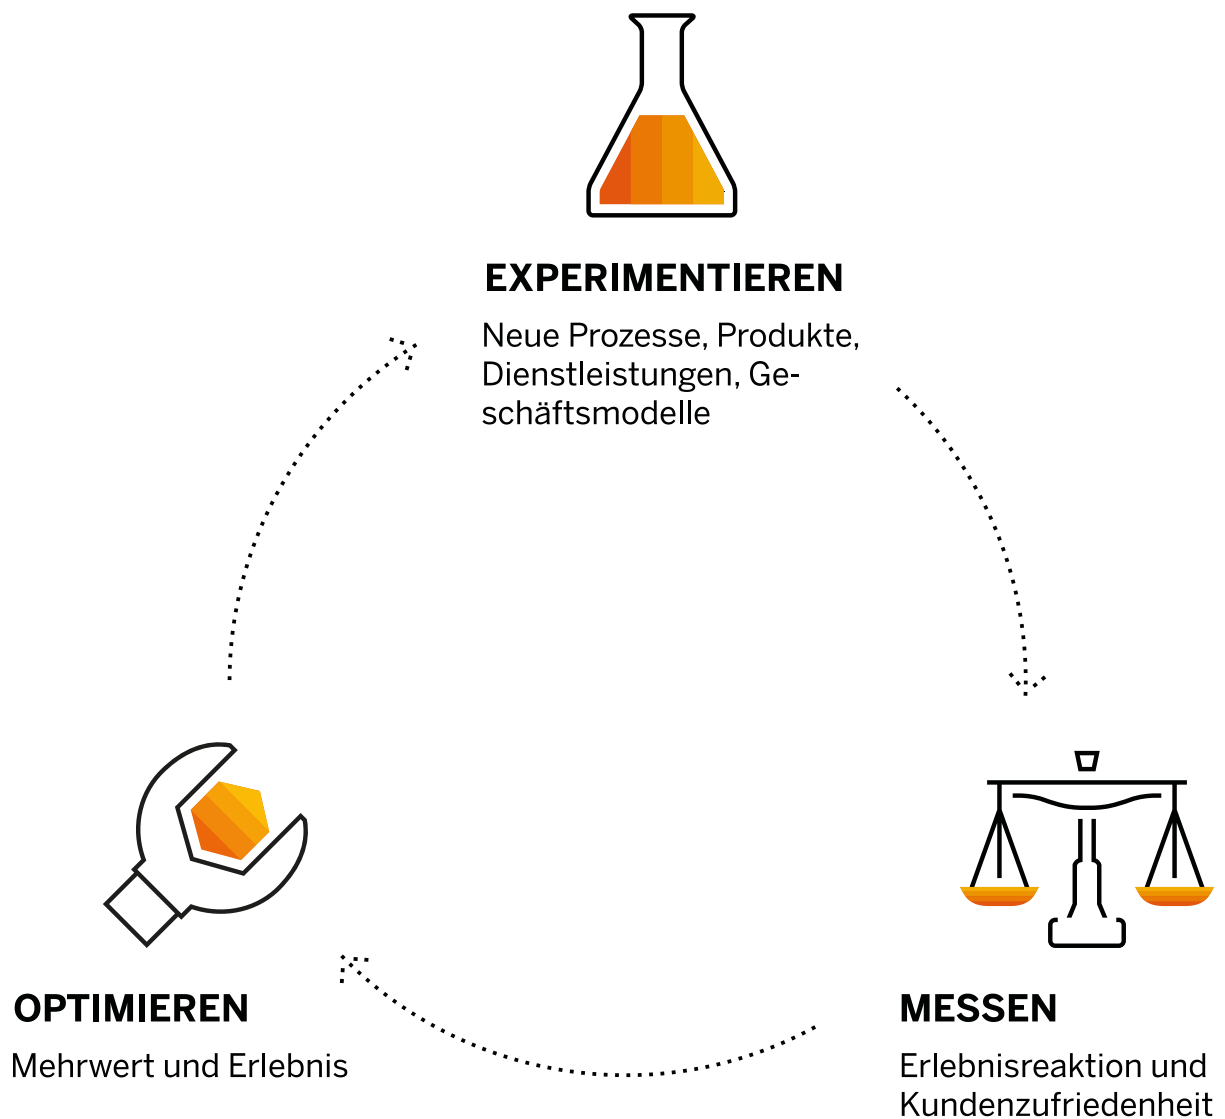 EXPERIMENTIEREN
Neue Prozesse, Produkte,
Dienstleistungen, Ge-
schäftsmodelle
OPTIMIEREN
Mehrwert und Erlebnis
MESSEN
Erlebnisreaktion und
Kundenzufriedenheit